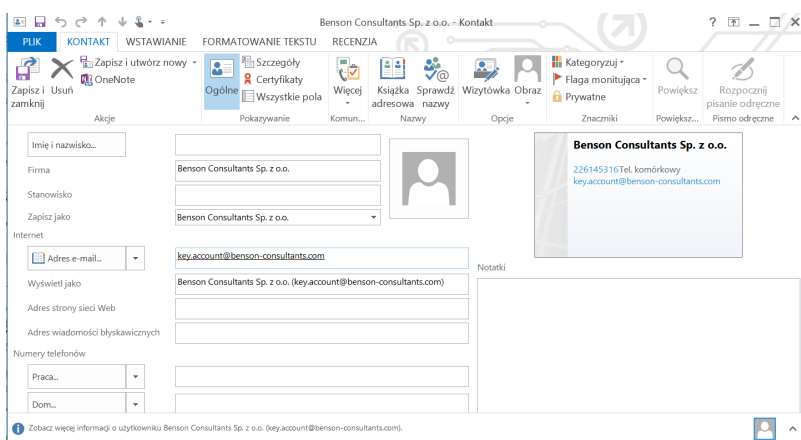 Benson Consultants Sp. z o.o. - Kontakt
PLIK KONTAKT WSTAWIANIE FORMATOWANIE TEKSTU RECENZJA
Zapisz i zamknij
Usuń
Zapisz i utwórz nowy
OneNote
Akcje
Ogólne
Szczegóły
Certyfikaty
Wszystkie pola
Pokazywanie
Więcej
Komun...
Książka adresowa
Sprawdź nazwy
Nazwy
Wizytówka
Obraz
Opcje
Kategoryzuj
Flaga monitująca
Prywatne
Znaczniki
Powiększ
Powiększ...
Rozpocznij pisanie odręczne
Pismo odręczne
Imię i nazwisko...
Firma Benson Consultants Sp. z o.o.
Stanowisko
Zapisz jako Benson Consultants Sp. z o.o.
Internet
Adres e-mail... key.account@benson-consultants.com
Wyświetl jako Benson Consultants Sp. z o.o. (key.account@benson-consultants.com)
Adres strony sieci Web
Adres wiadomości błyskawicznych
Numery telefonów
Praca...
Dom...
Benson Consultants Sp. z o.o.
226145316 Tel. komórkowy
key.account@benson-consultants.com
Notatki
Zobacz więcej informacji o użytkowniku Benson Consultants Sp. z o.o. (key.account@benson-consultants.com).